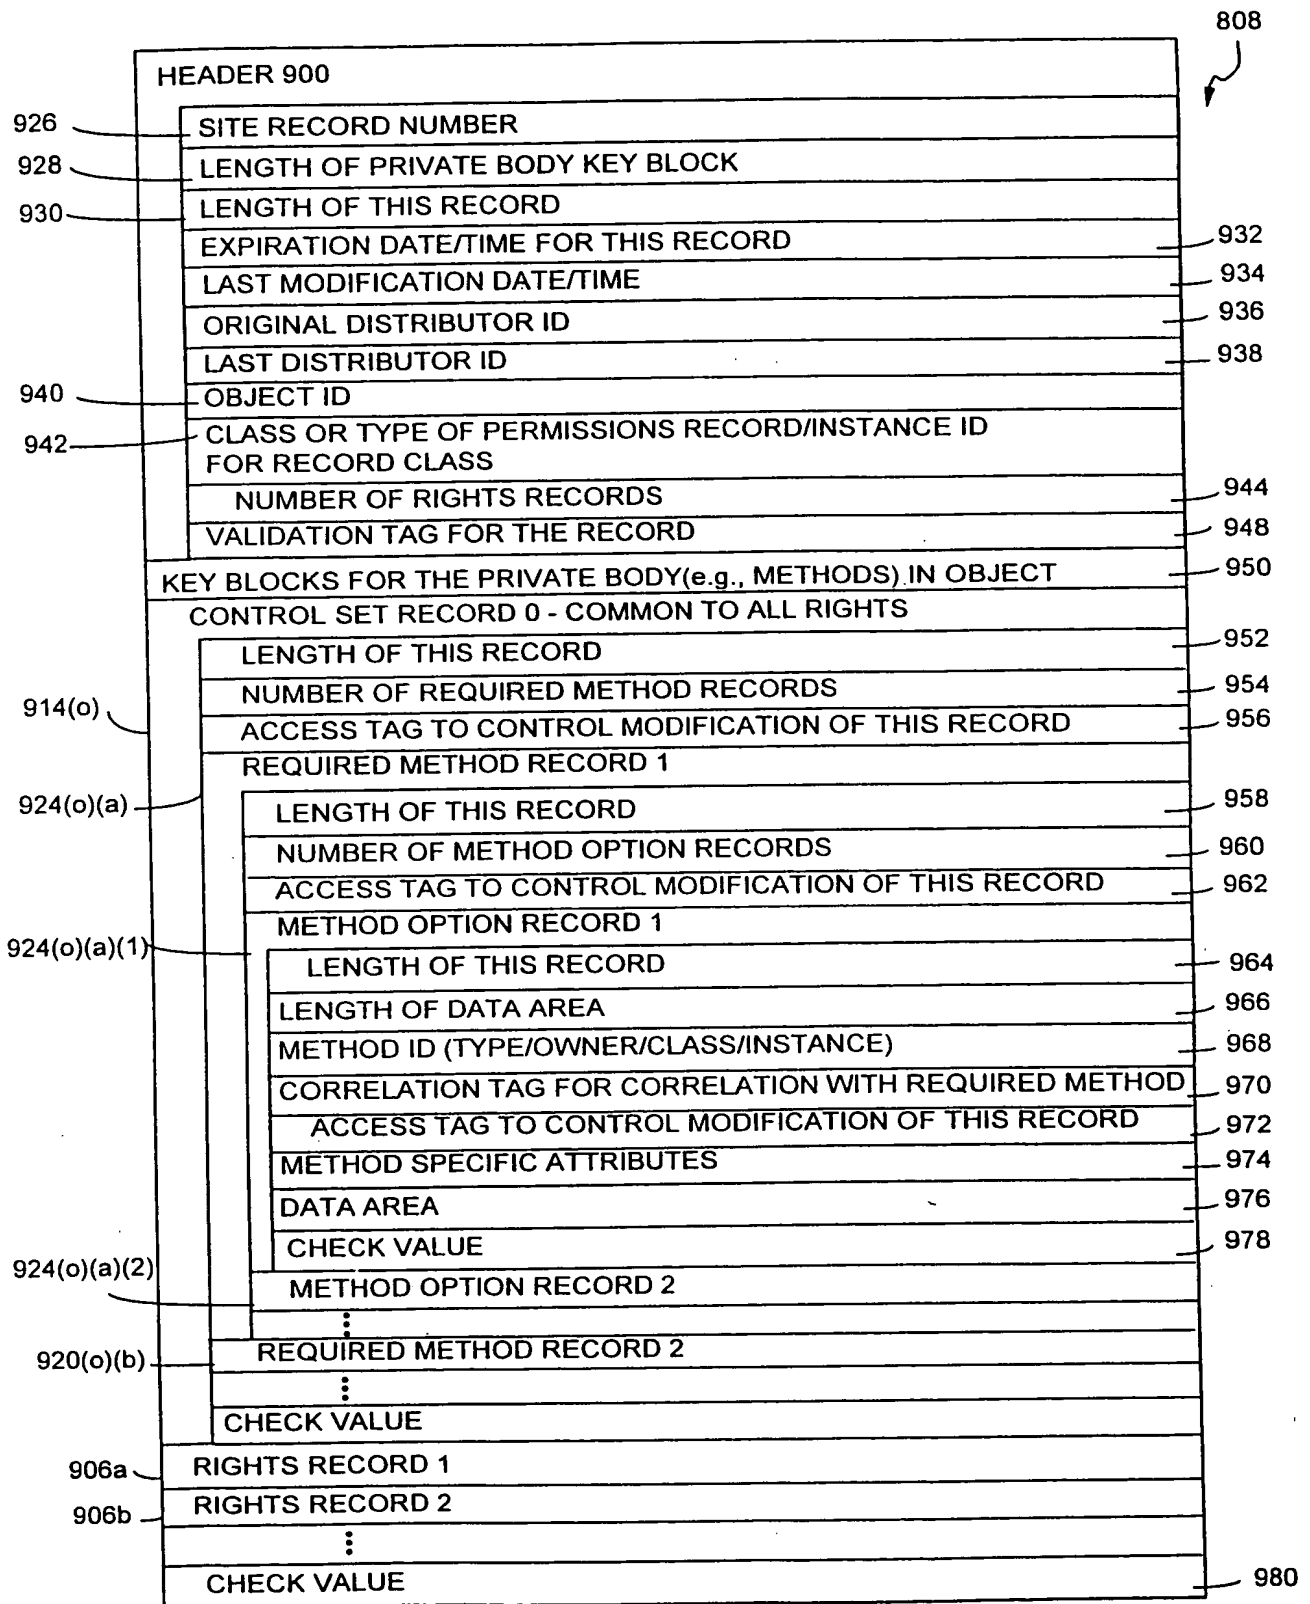 808
HEADER 900
926 SITE RECORD NUMBER
928 LENGTH OF PRIVATE BODY KEY BLOCK
930 LENGTH OF THIS RECORD
EXPIRATION DATE/TIME FOR THIS RECORD 932
LAST MODIFICATION DATE/TIME 934
ORIGINAL DISTRIBUTOR ID 936
LAST DISTRIBUTOR ID 938
940 OBJECT ID
942 CLASS OR TYPE OF PERMISSIONS RECORD/INSTANCE ID
FOR RECORD CLASS
NUMBER OF RIGHTS RECORDS 944
VALIDATION TAG FOR THE RECORD 948
KEY BLOCKS FOR THE PRIVATE BODY(e.g., METHODS) IN OBJECT 950
CONTROL SET RECORD 0 - COMMON TO ALL RIGHTS
LENGTH OF THIS RECORD 952
914(o) NUMBER OF REQUIRED METHOD RECORDS 954
ACCESS TAG TO CONTROL MODIFICATION OF THIS RECORD 956
REQUIRED METHOD RECORD 1
924(o)(a) LENGTH OF THIS RECORD 958
NUMBER OF METHOD OPTION RECORDS 960
ACCESS TAG TO CONTROL MODIFICATION OF THIS RECORD 962
924(o)(a)(1) METHOD OPTION RECORD 1
LENGTH OF THIS RECORD 964
LENGTH OF DATA AREA 966
METHOD ID (TYPE/OWNER/CLASS/INSTANCE) 968
CORRELATION TAG FOR CORRELATION WITH REQUIRED METHOD 970
ACCESS TAG TO CONTROL MODIFICATION OF THIS RECORD 972
METHOD SPECIFIC ATTRIBUTES 974
DATA AREA 976
CHECK VALUE 978
924(o)(a)(2) METHOD OPTION RECORD 2
920(o)(b) REQUIRED METHOD RECORD 2
CHECK VALUE
906a RIGHTS RECORD 1
906b RIGHTS RECORD 2
CHECK VALUE 980